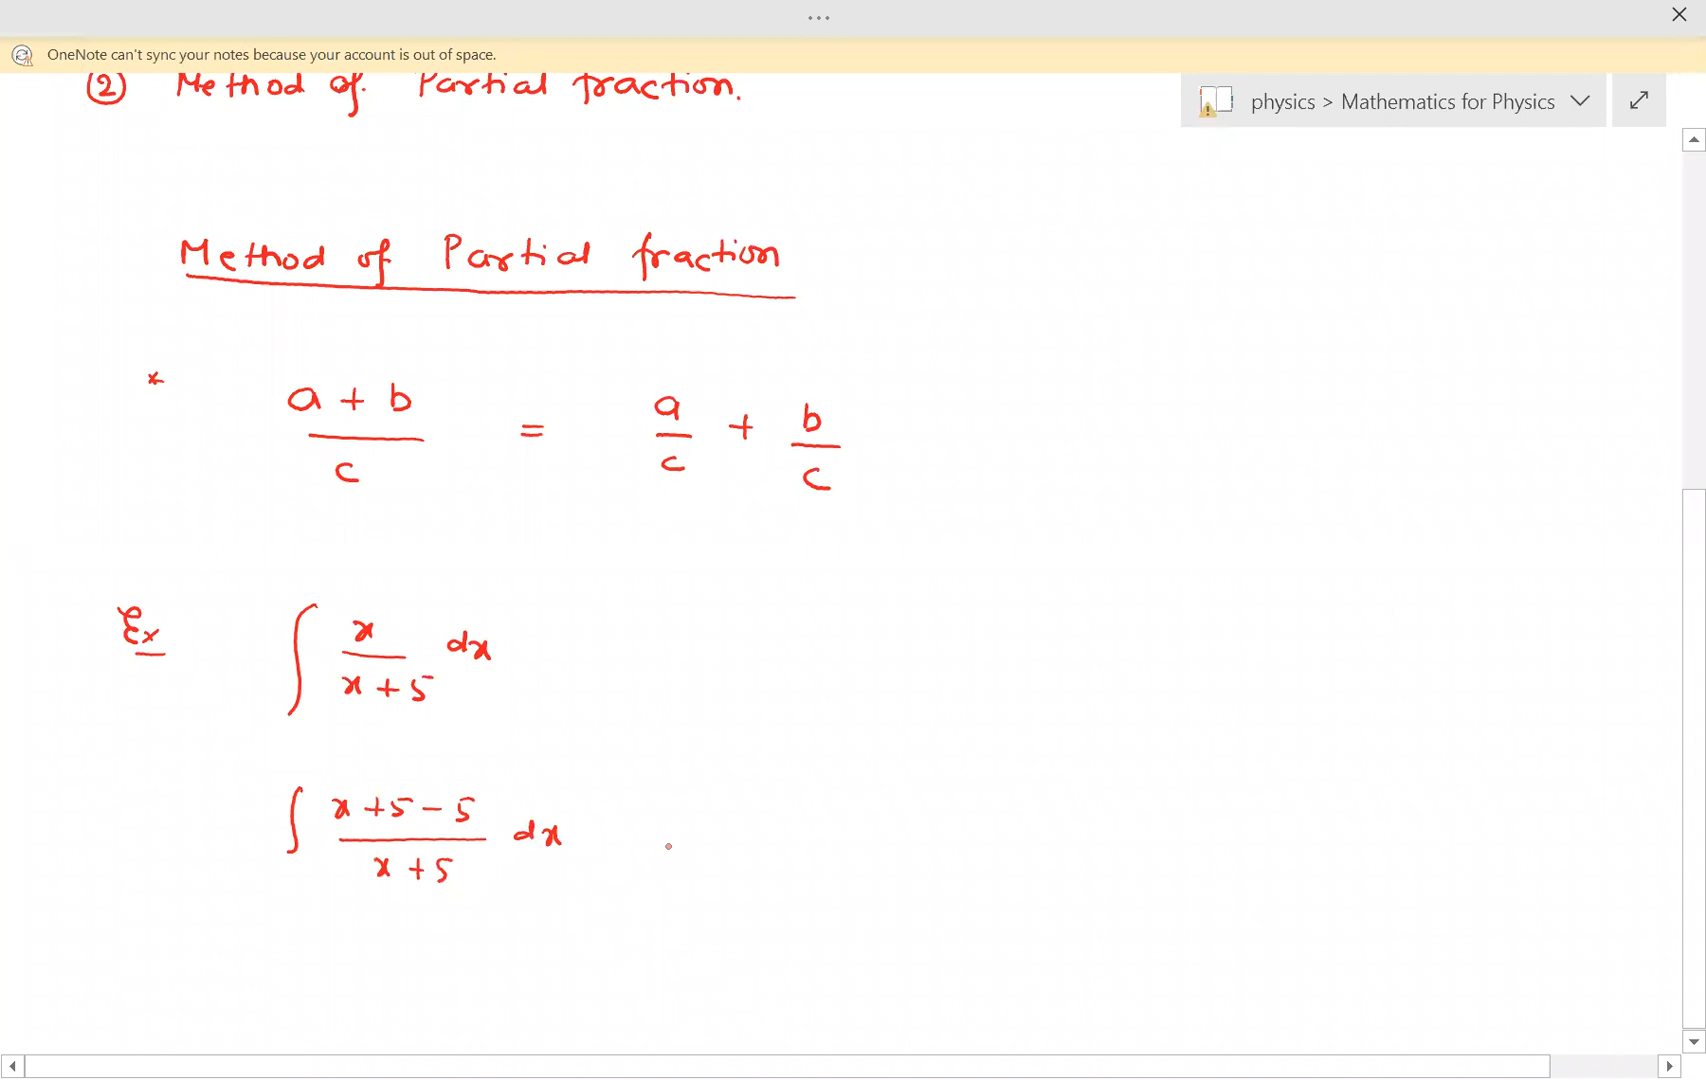 OneNote can't sync your notes because your account is out of space.
② Method of Partial fraction.
physics > Mathematics for Physics
Method of Partial fraction
* a + b / c = a / c + b / c
Ex ∫ x / x + 5 dx
∫ x + 5 - 5 / x + 5 dx